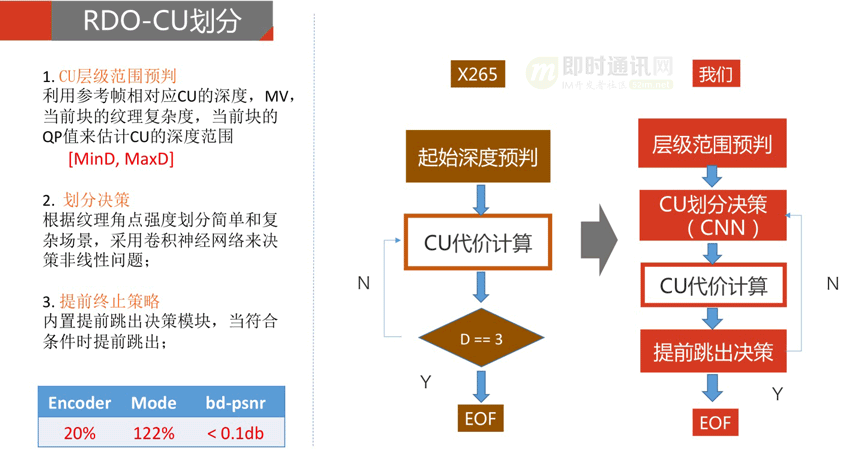 RDO-CU划分
1. CU层级范围预判
利用参考帧相对应CU的深度，MV，
当前块的纹理复杂度，当前块的
QP值来估计CU的深度范围
[MinD, MaxD]
2. 划分决策
根据纹理角点强度划分简单和复
杂场景，采用卷积神经网络来决
策非线性问题；
3. 提前终止策略
内置提前跳出决策模块，当符合
条件时提前跳出；
Encoder Mode bd-psnr
20% 122% < 0.1db
即时通讯网
X265
起始深度预判
CU代价计算
N
D == 3
Y
EOF
我们
层级范围预判
CU划分决策
（CNN）
CU代价计算
N
提前跳出决策
Y
EOF